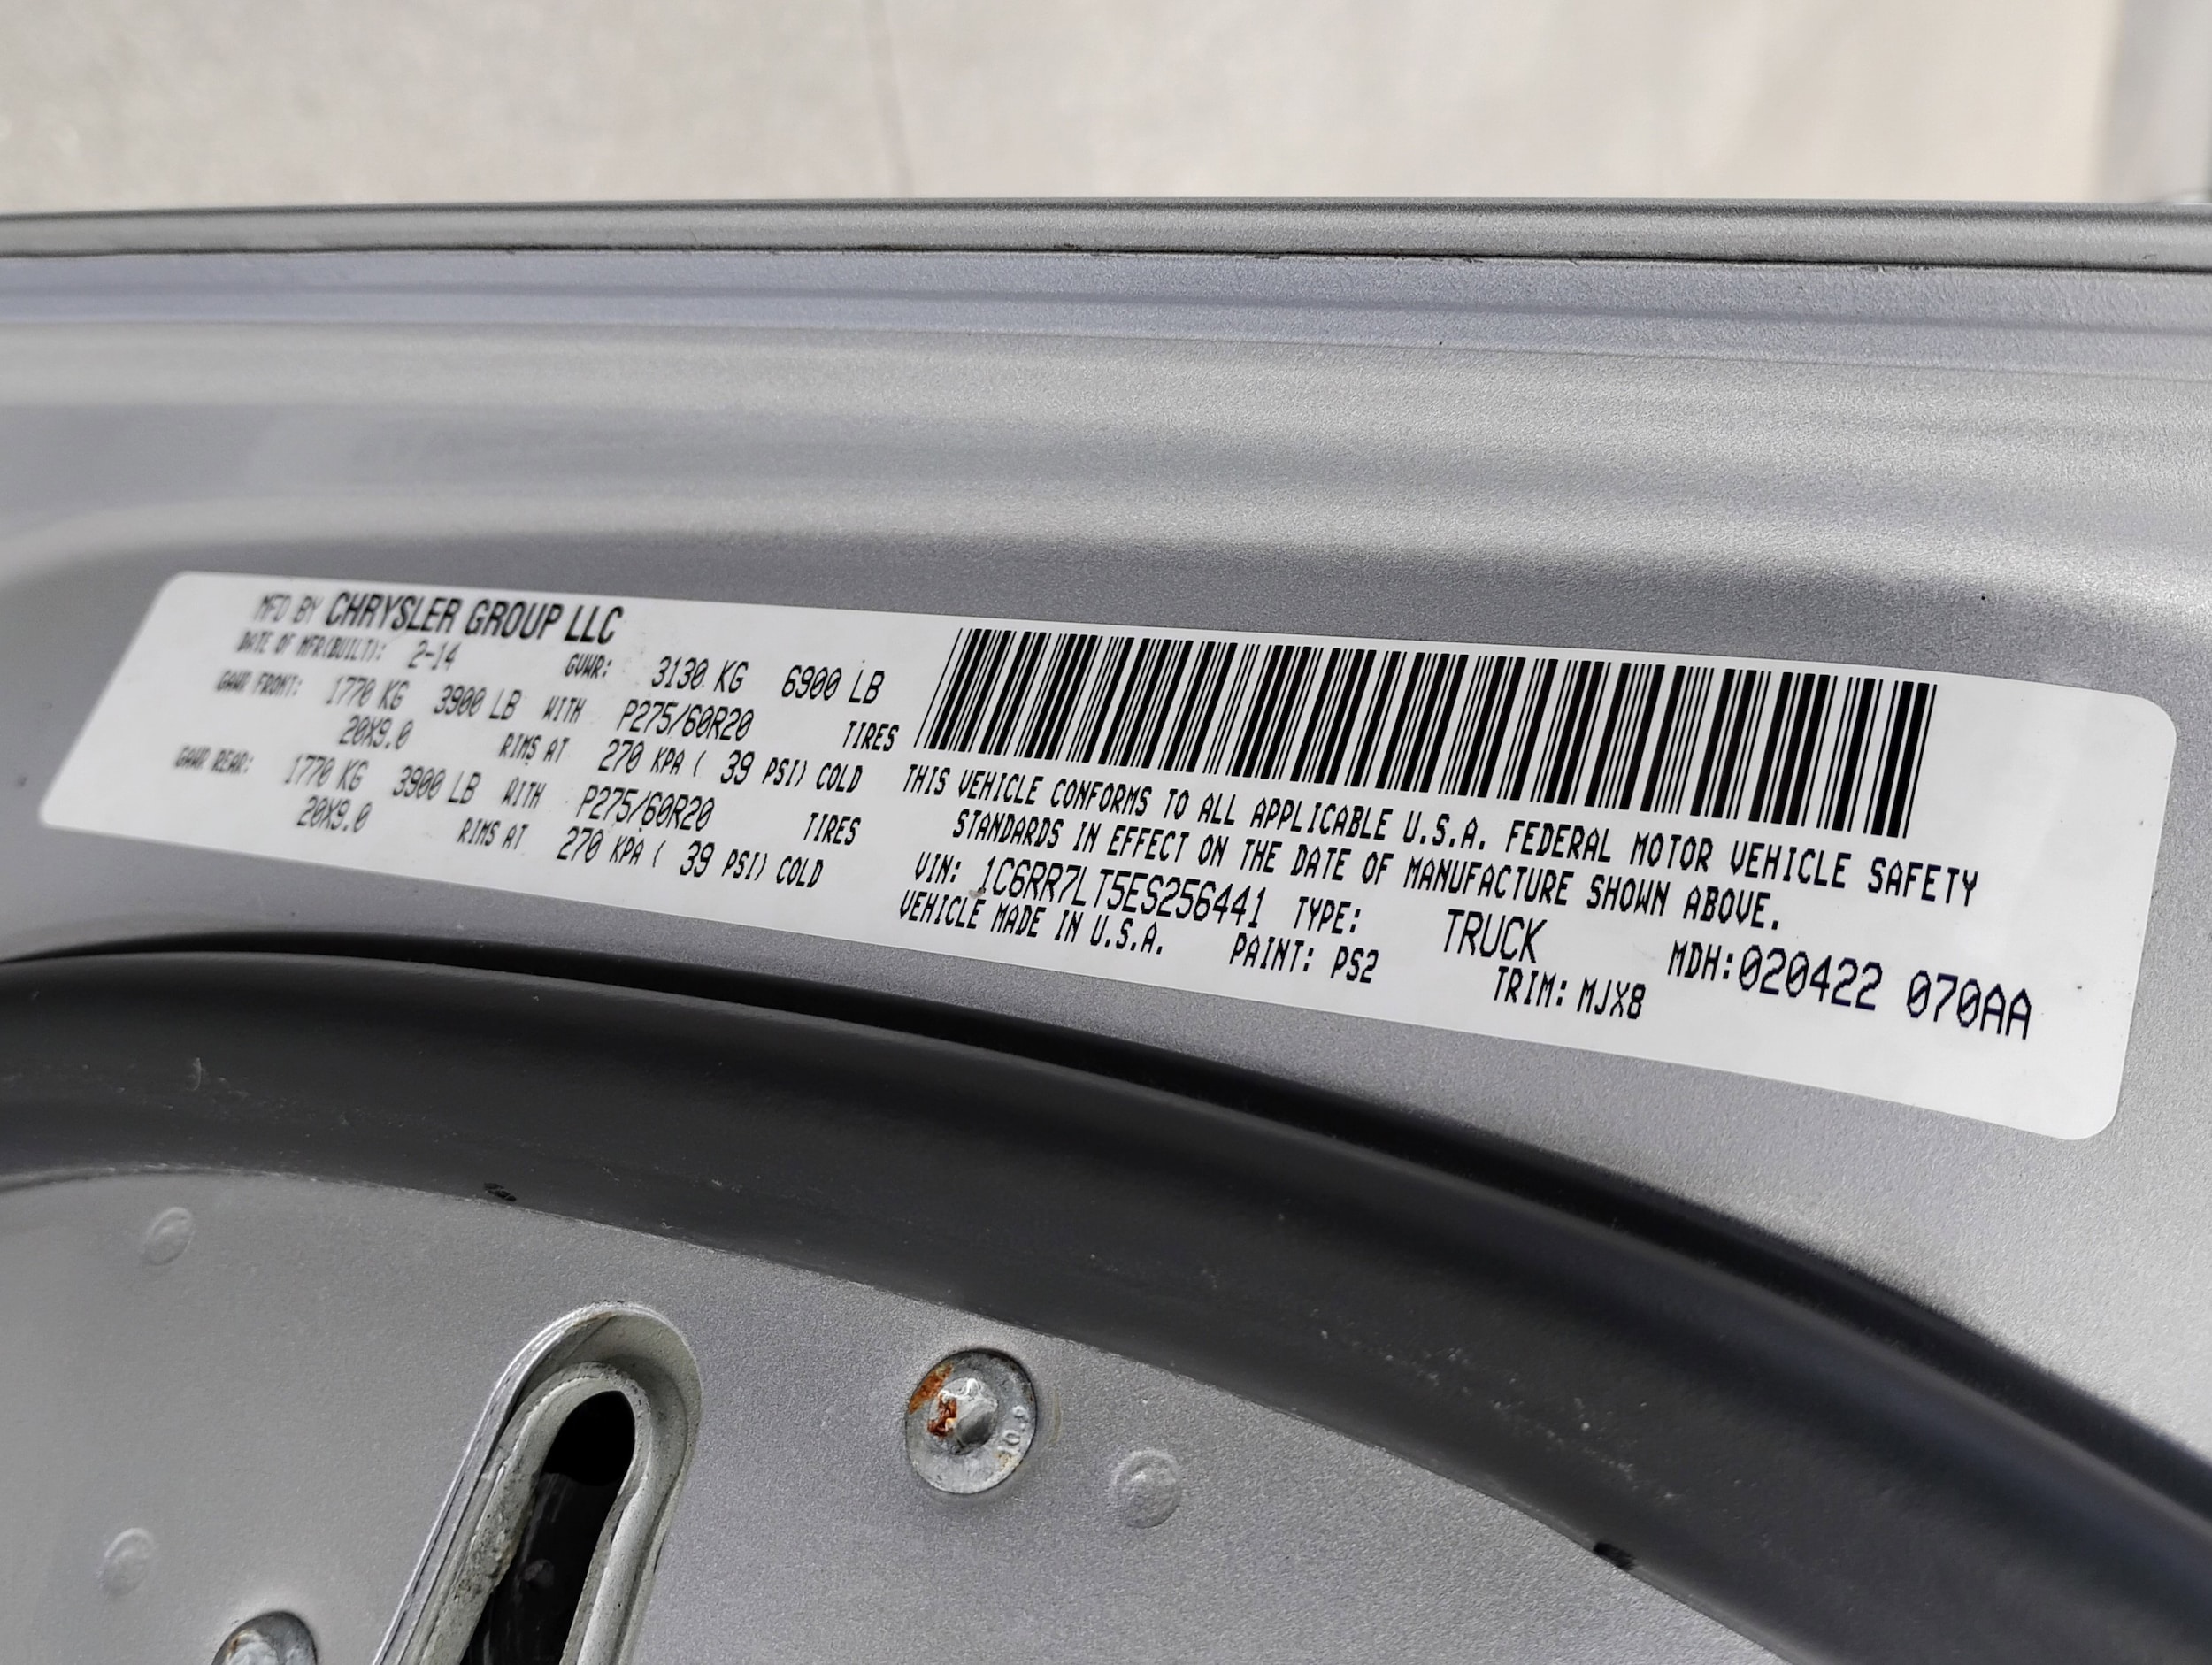 MFD BY CHRYSLER GROUP LLC
DATE OF MFR(BUILT): 2-14 GVWR: 3130 KG 6900 LB
GAWR FRONT: 1770 KG 3900 LB WITH P275/60R20 TIRES
20X9.0 RIMS AT 270 KPA ( 39 PSI) COLD
GAWR REAR: 1770 KG 3900 LB WITH P275/60R20 TIRES
20X9.0 RIMS AT 270 KPA ( 39 PSI) COLD
THIS VEHICLE CONFORMS TO ALL APPLICABLE U.S.A. FEDERAL MOTOR VEHICLE SAFETY
STANDARDS IN EFFECT ON THE DATE OF MANUFACTURE SHOWN ABOVE.
VIN: 1C6RR7LT5ES256441 TYPE: TRUCK MDH:020422 070AA
VEHICLE MADE IN U.S.A. PAINT: PS2 TRIM: MJX8
10.9